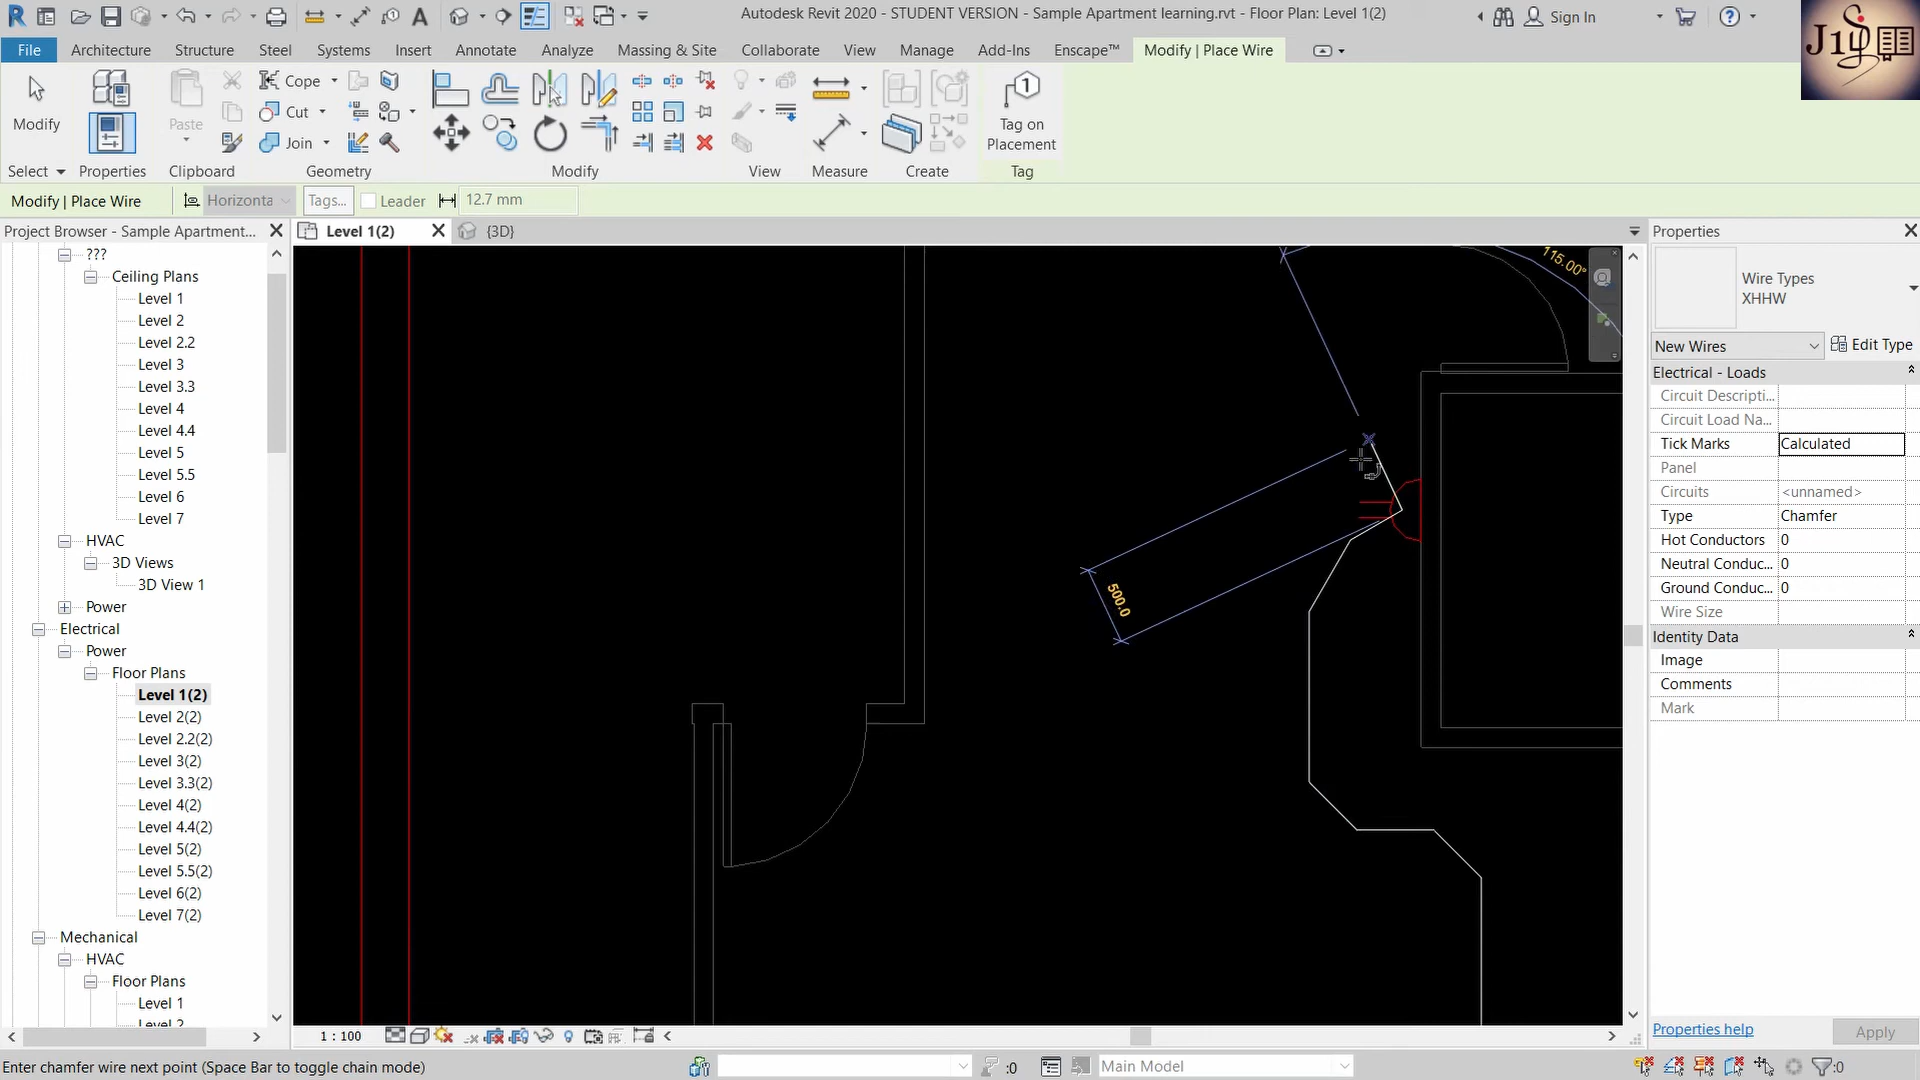 Autodesk Revit 2020 - STUDENT VERSION - Sample Apartment learning.rvt - Floor Plan: Level 1(2)
Sign In
File Architecture Structure Steel Systems Insert Annotate Analyze Massing & Site Collaborate View Manage Add-Ins Enscape™ Modify | Place Wire
Modify
Paste
Cope
Cut
Join
Tag on
Placement
Select Properties Clipboard Geometry Modify View Measure Create Tag
Modify | Place Wire Horizonta Tags... Leader 12.7 mm
Project Browser - Sample Apartment...
Level 1(2)
{3D}
???
Ceiling Plans
Level 1
Level 2
Level 2.2
Level 3
Level 3.3
Level 4
Level 4.4
Level 5
Level 5.5
Level 6
Level 7
HVAC
3D Views
3D View 1
Power
Electrical
Power
Floor Plans
Level 1(2)
Level 2(2)
Level 2.2(2)
Level 3(2)
Level 3.3(2)
Level 4(2)
Level 4.4(2)
Level 5(2)
Level 5.5(2)
Level 6(2)
Level 7(2)
Mechanical
HVAC
Floor Plans
Level 1
Level 2
115.00°
500.0
Properties
Wire Types
XHHW
New Wires Edit Type
Electrical - Loads
Circuit Descripti...
Circuit Load Na...
Tick Marks Calculated
Panel
Circuits <unnamed>
Type Chamfer
Hot Conductors 0
Neutral Conduc... 0
Ground Conduc... 0
Wire Size
Identity Data
Image
Comments
Mark
Properties help Apply
1 : 100
Enter chamfer wire next point (Space Bar to toggle chain mode)
:0
Main Model
:0